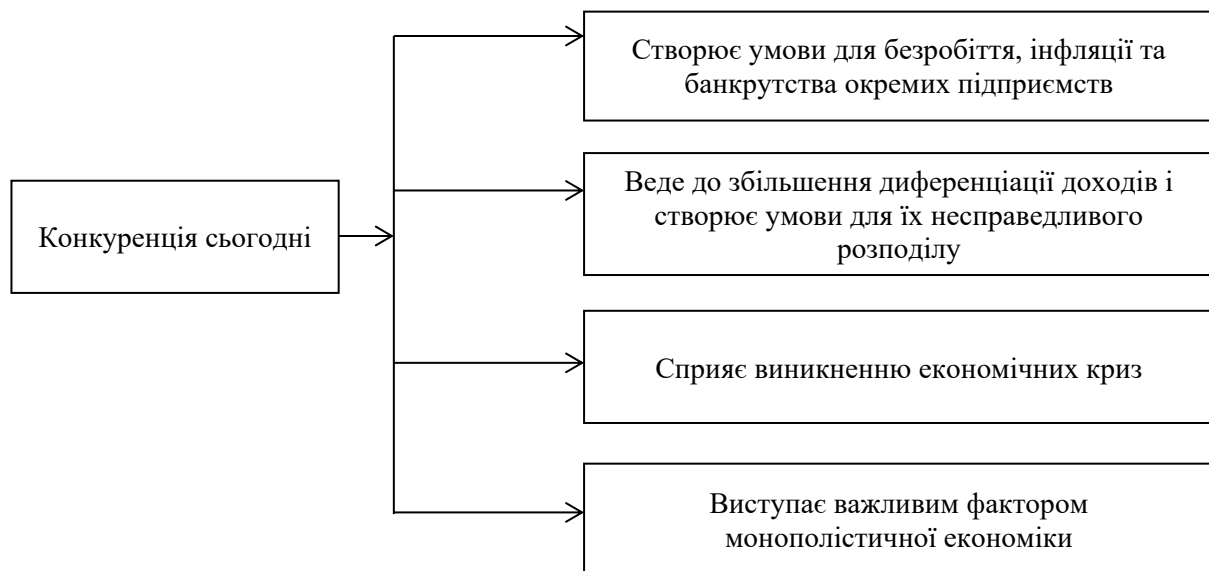 Створює умови для безробіття, інфляції та
банкрутства окремих підприємств
Веде до збільшення диференціації доходів і
створює умови для їх несправедливого
розподілу
Конкуренція сьогодні
Сприяє виникненню економічних криз
Виступає важливим фактором
монополістичної економіки